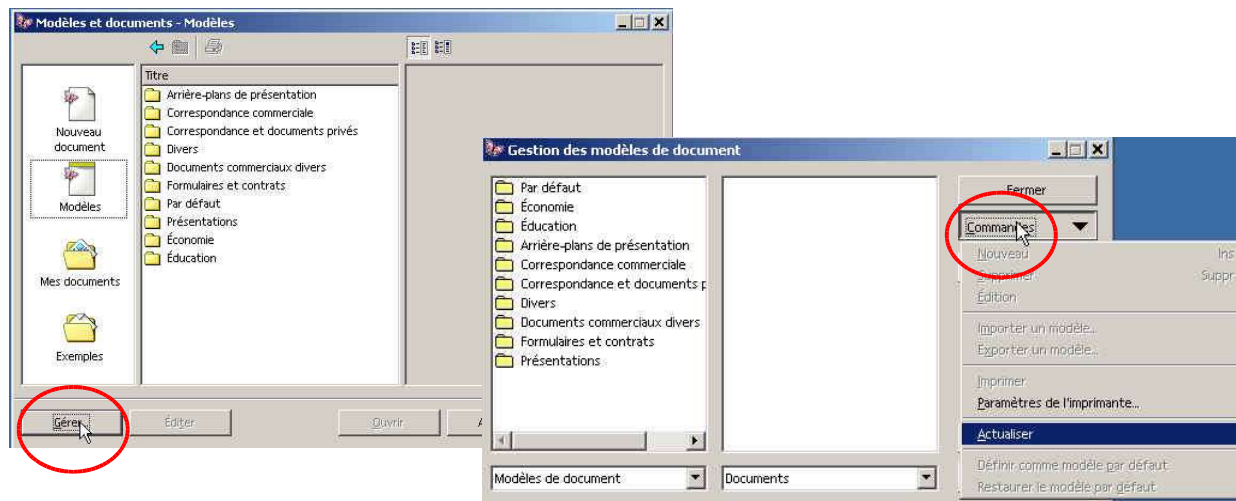 Modèles et documents - Modèles
Titre
Arrière-plans de présentation
Correspondance commerciale
Correspondance et documents privés
Divers
Documents commerciaux divers
Formulaires et contrats
Par défaut
Présentations
Économie
Éducation
Nouveau
document
Modèles
Mes documents
Exemples
Gérer...
Éditer
Ouvrir
A
Gestion des modèles de document
Par défaut
Économie
Éducation
Arrière-plans de présentation
Correspondance commerciale
Correspondance et documents p
Divers
Documents commerciaux divers
Formulaires et contrats
Présentations
Modèles de document
Documents
Fermer
Commandes
Nouveau Ins
Supprimer Suppr
Édition
Importer un modèle...
Exporter un modèle...
Imprimer
Paramètres de l'imprimante...
Actualiser
Définir comme modèle par défaut
Restaurer le modèle par défaut